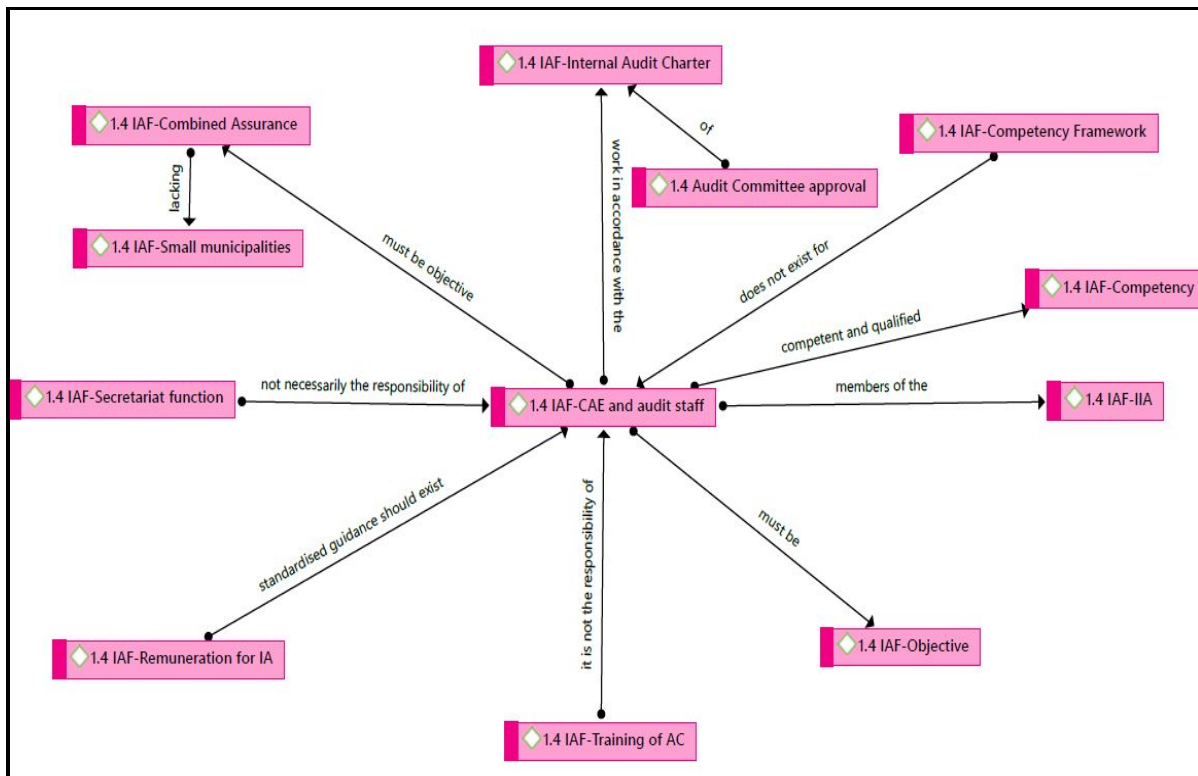 1.4 IAF-Internal Audit Charter
1.4 IAF-Combined Assurance
of
1.4 IAF-Competency Framework
lacking
work in accordance with the
1.4 Audit Committee approval
1.4 IAF-Small municipalities
must be objective
does not exist for
1.4 IAF-Competency
competent and qualified
1.4 IAF-Secretariat function
not necessarily the responsibility of
1.4 IAF-CAE and audit staff
members of the
1.4 IAF-IIA
standardised guidance should exist
it is not the responsibility of
must be
1.4 IAF-Remuneration for IA
1.4 IAF-Objective
1.4 IAF-Training of AC